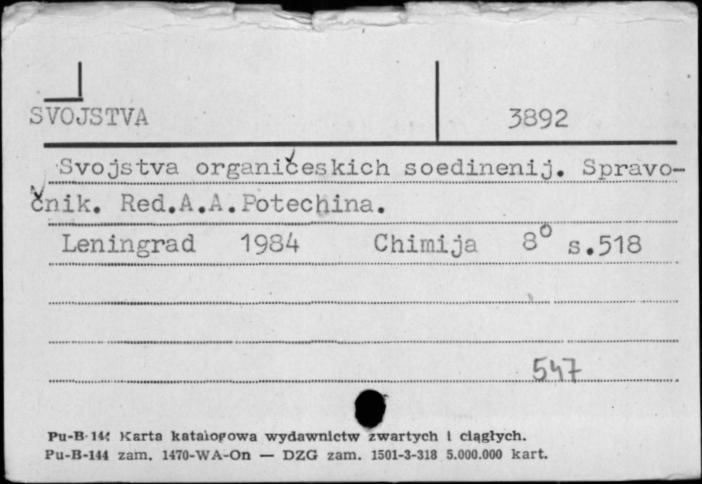 SVOJSTVA 3892
Svojstva organičeskich soedinenij. Spravo-
čnik. Red.A.A.Potechina.
Leningrad 1984 Chimija 8° s.518
547
Pu-B-144 Karta katalogowa wydawnictw zwartych i ciągłych.
Pu-B-144 zam. 1470-WA-On — DZG zam. 1501-3-318 5.000.000 kart.